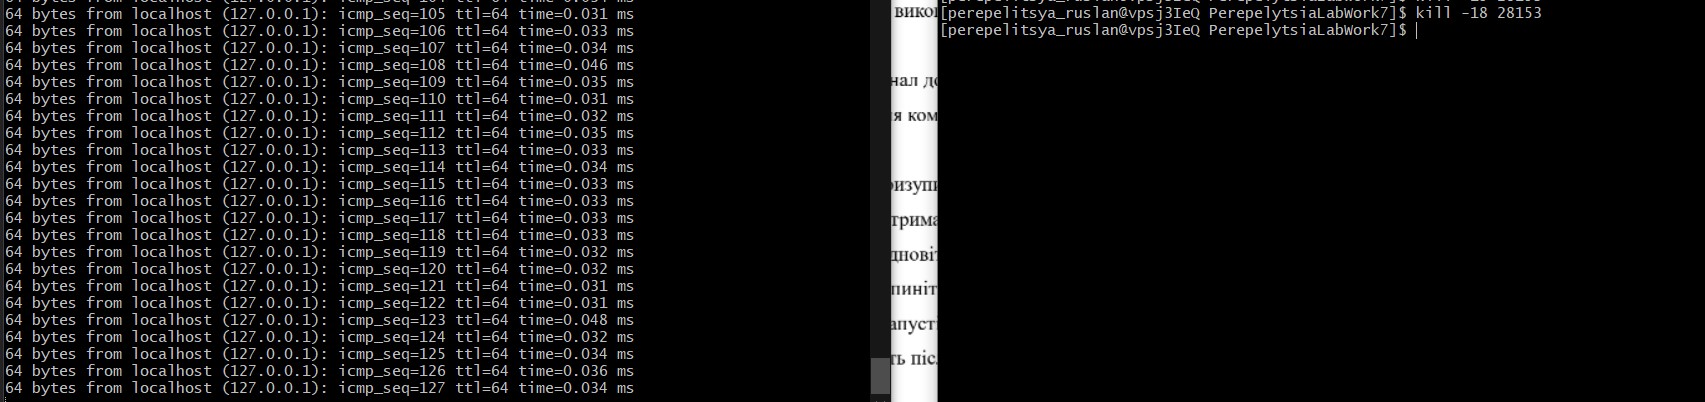 64 bytes from localhost (127.0.0.1): icmp_seq=105 ttl=64 time=0.031 ms
64 bytes from localhost (127.0.0.1): icmp_seq=106 ttl=64 time=0.033 ms
64 bytes from localhost (127.0.0.1): icmp_seq=107 ttl=64 time=0.034 ms
64 bytes from localhost (127.0.0.1): icmp_seq=108 ttl=64 time=0.046 ms
64 bytes from localhost (127.0.0.1): icmp_seq=109 ttl=64 time=0.035 ms
64 bytes from localhost (127.0.0.1): icmp_seq=110 ttl=64 time=0.031 ms
64 bytes from localhost (127.0.0.1): icmp_seq=111 ttl=64 time=0.032 ms
64 bytes from localhost (127.0.0.1): icmp_seq=112 ttl=64 time=0.035 ms
64 bytes from localhost (127.0.0.1): icmp_seq=113 ttl=64 time=0.033 ms
64 bytes from localhost (127.0.0.1): icmp_seq=114 ttl=64 time=0.034 ms
64 bytes from localhost (127.0.0.1): icmp_seq=115 ttl=64 time=0.033 ms
64 bytes from localhost (127.0.0.1): icmp_seq=116 ttl=64 time=0.033 ms
64 bytes from localhost (127.0.0.1): icmp_seq=117 ttl=64 time=0.033 ms
64 bytes from localhost (127.0.0.1): icmp_seq=118 ttl=64 time=0.033 ms
64 bytes from localhost (127.0.0.1): icmp_seq=119 ttl=64 time=0.032 ms
64 bytes from localhost (127.0.0.1): icmp_seq=120 ttl=64 time=0.032 ms
64 bytes from localhost (127.0.0.1): icmp_seq=121 ttl=64 time=0.031 ms
64 bytes from localhost (127.0.0.1): icmp_seq=122 ttl=64 time=0.031 ms
64 bytes from localhost (127.0.0.1): icmp_seq=123 ttl=64 time=0.048 ms
64 bytes from localhost (127.0.0.1): icmp_seq=124 ttl=64 time=0.032 ms
64 bytes from localhost (127.0.0.1): icmp_seq=125 ttl=64 time=0.034 ms
64 bytes from localhost (127.0.0.1): icmp_seq=126 ttl=64 time=0.036 ms
64 bytes from localhost (127.0.0.1): icmp_seq=127 ttl=64 time=0.034 ms
вико
нал до
я ком
ризупи
трима
дновіт
пиніт
апусті
ть піс
[perepelitsya_ruslan@vpsj3IeQ PerepelytsiaLabWork7]$ kill -18 28153
[perepelitsya_ruslan@vpsj3IeQ PerepelytsiaLabWork7]$